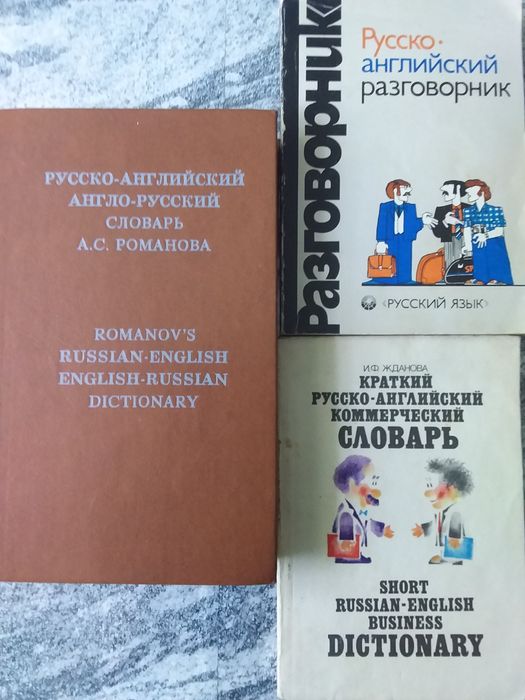 РУССКО-АНГЛИЙСКИЙ
АНГЛО-РУССКИЙ
СЛОВАРЬ
А.С. РОМАНОВА
ROMANOV'S
RUSSIAN-ENGLISH
ENGLISH-RUSSIAN
DICTIONARY
Разговорник
Русско-
английский
разговорник
«РУССКИЙ ЯЗЫК»
И.Ф. ЖДАНОВА
КРАТКИЙ
РУССКО-АНГЛИЙСКИЙ
КОММЕРЧЕСКИЙ
СЛОВАРЬ
SHORT
RUSSIAN-ENGLISH
BUSINESS
DICTIONARY